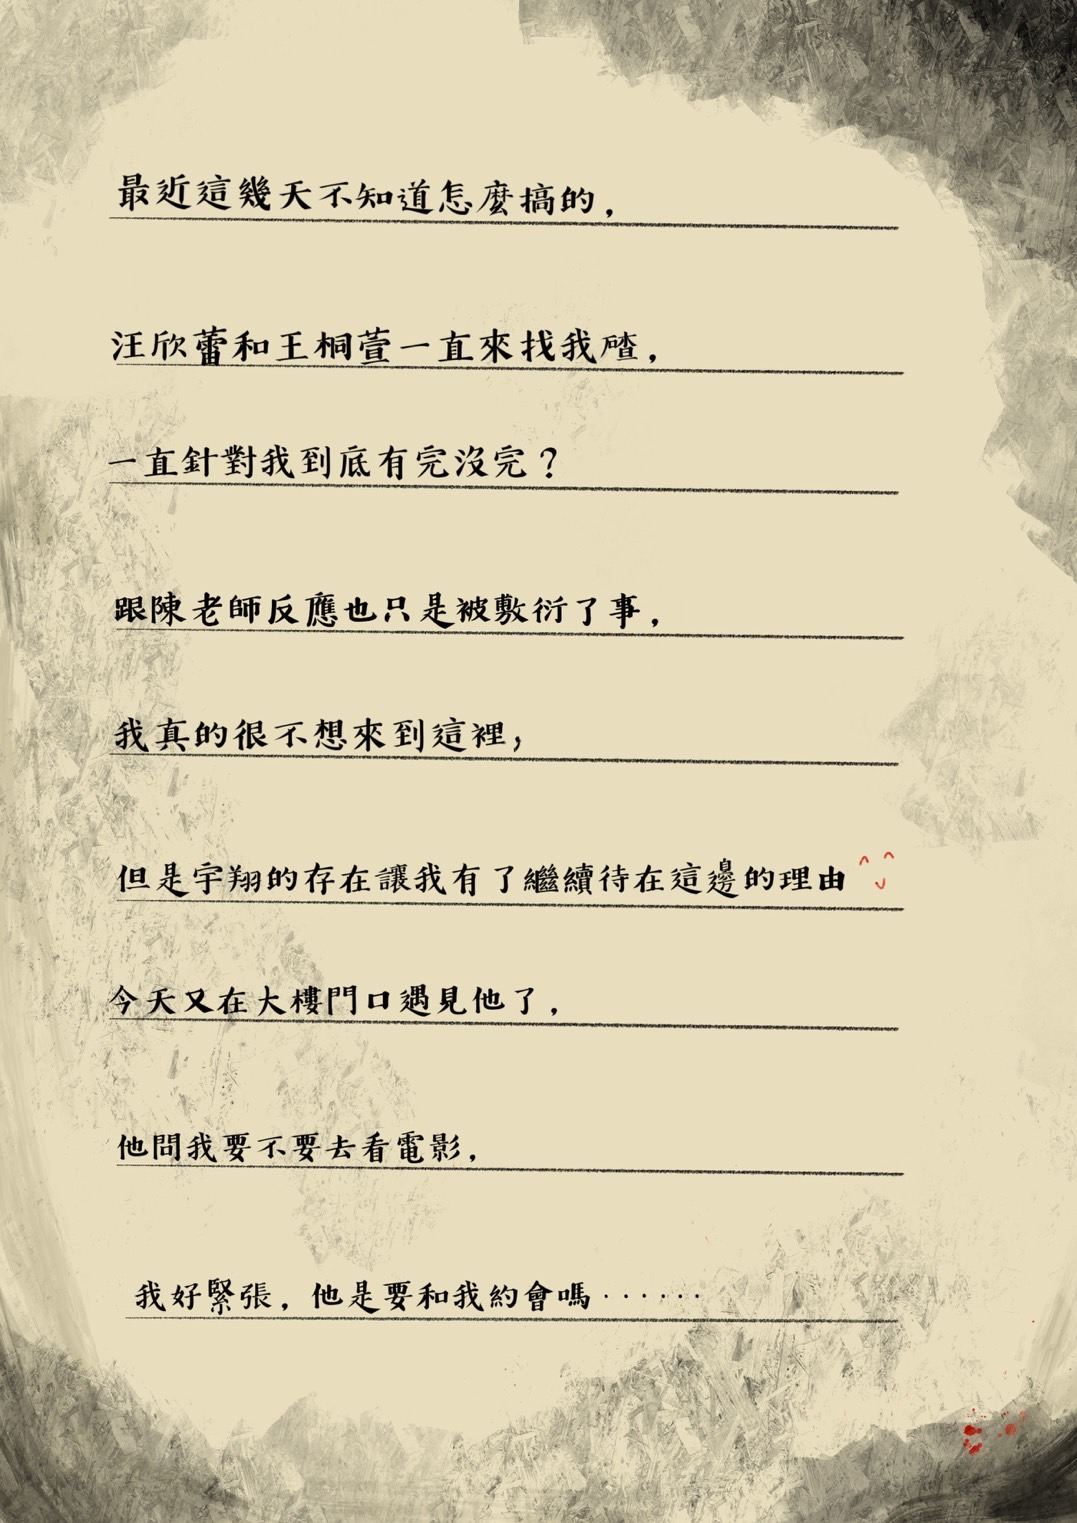 最近這幾天不知道怎麼搞的，
汪欣蕾和王桐萱一直來找我碴，
一直針對我到底有完沒完？
跟陳老師反應也只是被敷衍了事，
我真的很不想來到這裡，
但是宇翔的存在讓我有了繼續待在這邊的理由
今天又在大樓門口遇見他了，
他問我要不要去看電影，
我好緊張，他是要和我約會嗎······